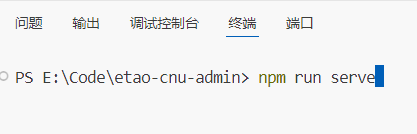 问题 输出 调试控制台 终端 端口
PS E:\Code\etao-cnu-admin> npm run serve